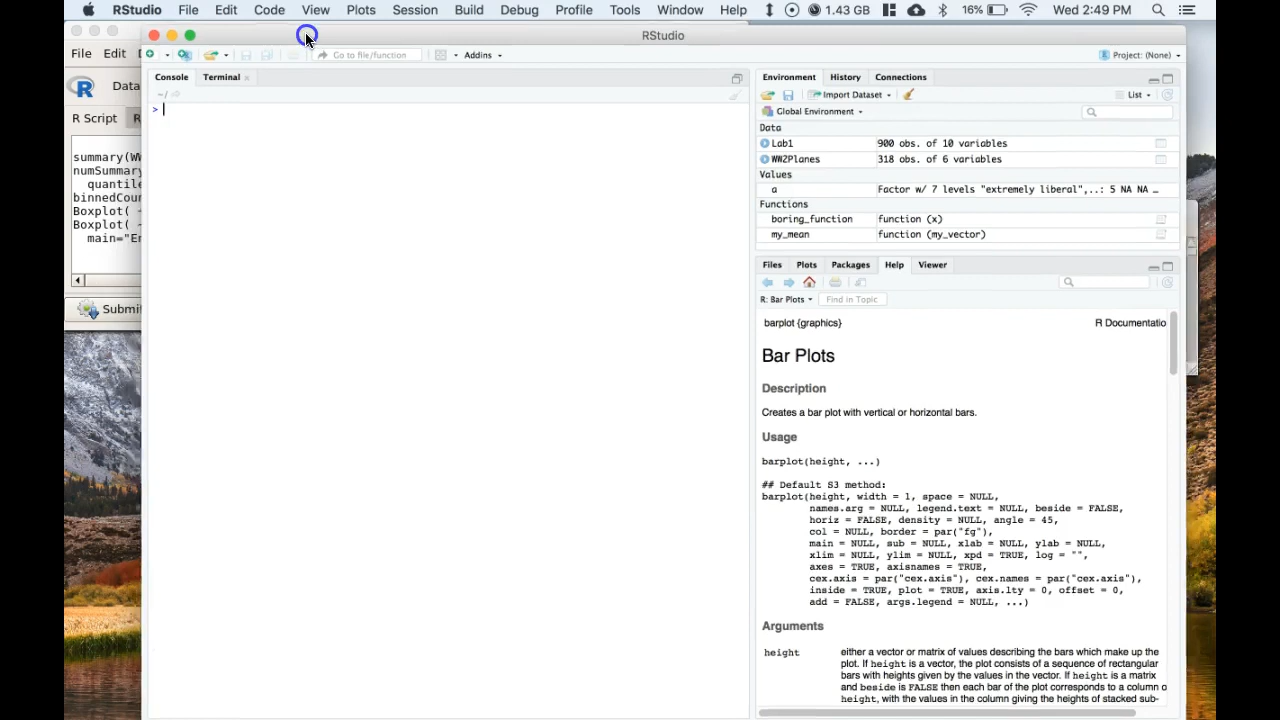 RStudio File Edit Code View Plots Session Build Debug Profile Tools Window Help 1.43 GB 16% Wed 2:49 PM
RStudio
File Edit
Go to file/function Addins Project: (None)
Console Terminal
Environment History Connections
Data
~/
Import Dataset List
>
Global Environment
R Script
Data
Lab1 900 obs. of 10 variables
WW2Planes 318 obs. of 6 variables
Values
a Factor w/ 7 levels "extremely liberal",..: 5 NA NA …
Functions
boring_function function (x)
my_mean function (my_vector)
summary(WW
numSummary
quantile
binnedCoun
Boxplot( ~
Boxplot( ~
main="En
Submi
Files Plots Packages Help Viewer
R: Bar Plots Find in Topic
barplot {graphics} R Documentatio
Bar Plots
Description
Creates a bar plot with vertical or horizontal bars.
Usage
barplot(height, ...)
## Default S3 method:
barplot(height, width = 1, space = NULL,
names.arg = NULL, legend.text = NULL, beside = FALSE,
horiz = FALSE, density = NULL, angle = 45,
col = NULL, border = par("fg"),
main = NULL, sub = NULL, xlab = NULL, ylab = NULL,
xlim = NULL, ylim = NULL, xpd = TRUE, log = "",
axes = TRUE, axisnames = TRUE,
cex.axis = par("cex.axis"), cex.names = par("cex.axis"),
inside = TRUE, plot = TRUE, axis.lty = 0, offset = 0,
add = FALSE, args.legend = NULL, ...)
Arguments
height either a vector or matrix of values describing the bars which make up the
plot. If height is a vector, the plot consists of a sequence of rectangular
bars with heights given by the values in the vector. If height is a matrix
and beside is FALSE then each bar of the plot corresponds to a column o
height, with the values in the column giving the heights of stacked sub-